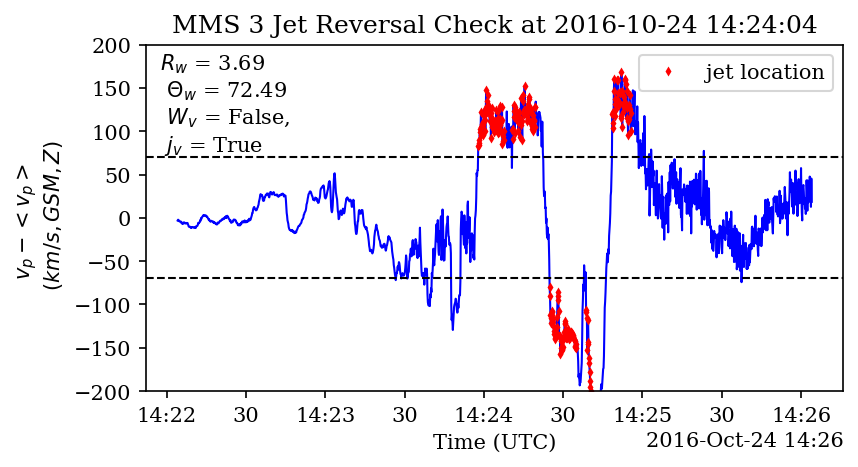 MMS 3 Jet Reversal Check at 2016-10-24 14:24:04
R_w = 3.69
Θ_w = 72.49
W_v = False,
j_v = True
jet location
v_p − < v_p >
(km/s, GSM, Z)
200
150
100
50
0
−50
−100
−150
−200
14:22 30 14:23 30 14:24 30 14:25 30 14:26
Time (UTC)
2016-Oct-24 14:26